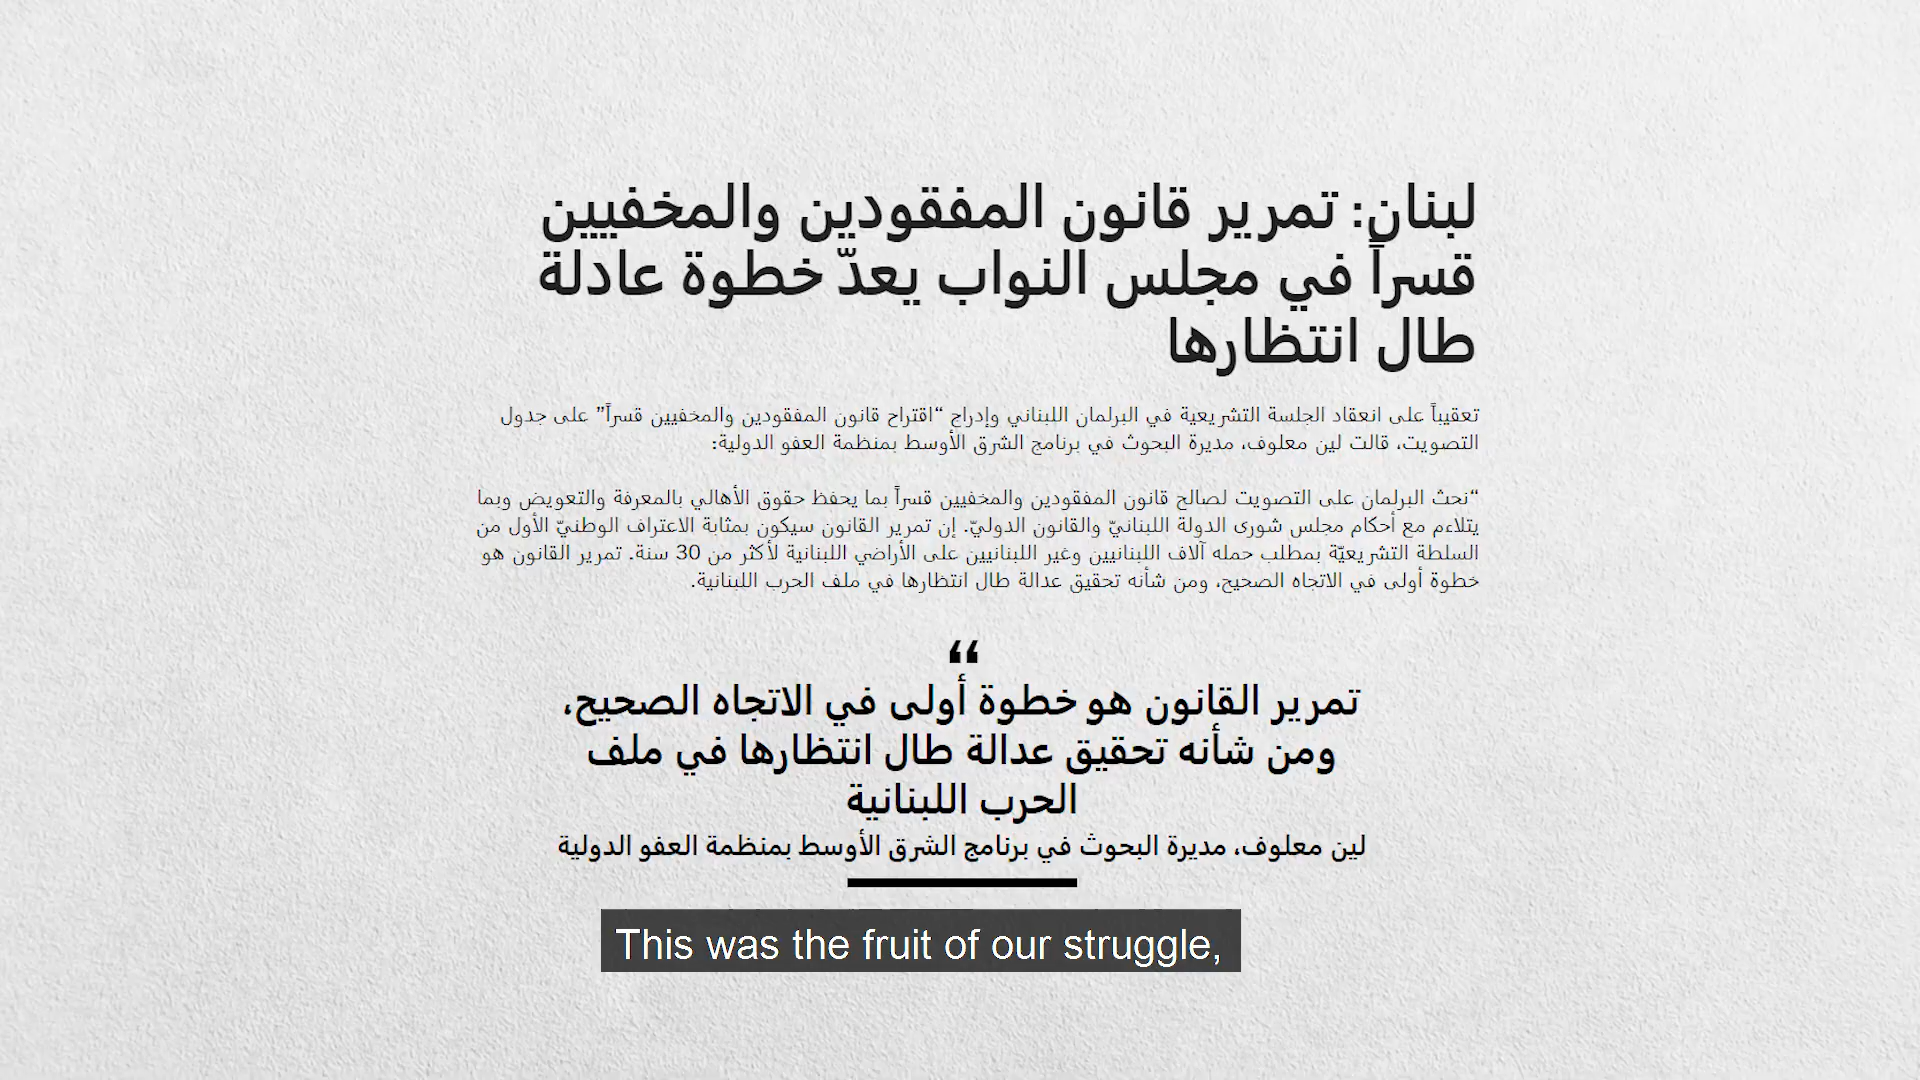 لبنان: تمرير قانون المفقودين والمخفيين
قسراً في مجلس النواب يعدّ خطوة عادلة
طال انتظارها
تعقيباً على انعقاد الجلسة التشريعية في البرلمان اللبناني وإدراج “اقتراح قانون المفقودين والمخفيين قسراً” على جدول
التصويت، قالت لين معلوف، مديرة البحوث في برنامج الشرق الأوسط بمنظمة العفو الدولية:
“نحث البرلمان على التصويت لصالح قانون المفقودين والمخفيين قسراً بما يحفظ حقوق الأهالي بالمعرفة والتعويض وبما
يتلاءم مع أحكام مجلس شورى الدولة اللبنانيّ والقانون الدوليّ. إن تمرير القانون سيكون بمثابة الاعتراف الوطنيّ الأول من
السلطة التشريعيّة بمطلب حمله آلاف اللبنانيين وغير اللبنانيين على الأراضي اللبنانية لأكثر من 30 سنة. تمرير القانون هو
خطوة أولى في الاتجاه الصحيح، ومن شأنه تحقيق عدالة طال انتظارها في ملف الحرب اللبنانية.
“
تمرير القانون هو خطوة أولى في الاتجاه الصحيح،
ومن شأنه تحقيق عدالة طال انتظارها في ملف
الحرب اللبنانية
لين معلوف، مديرة البحوث في برنامج الشرق الأوسط بمنظمة العفو الدولية
This was the fruit of our struggle,